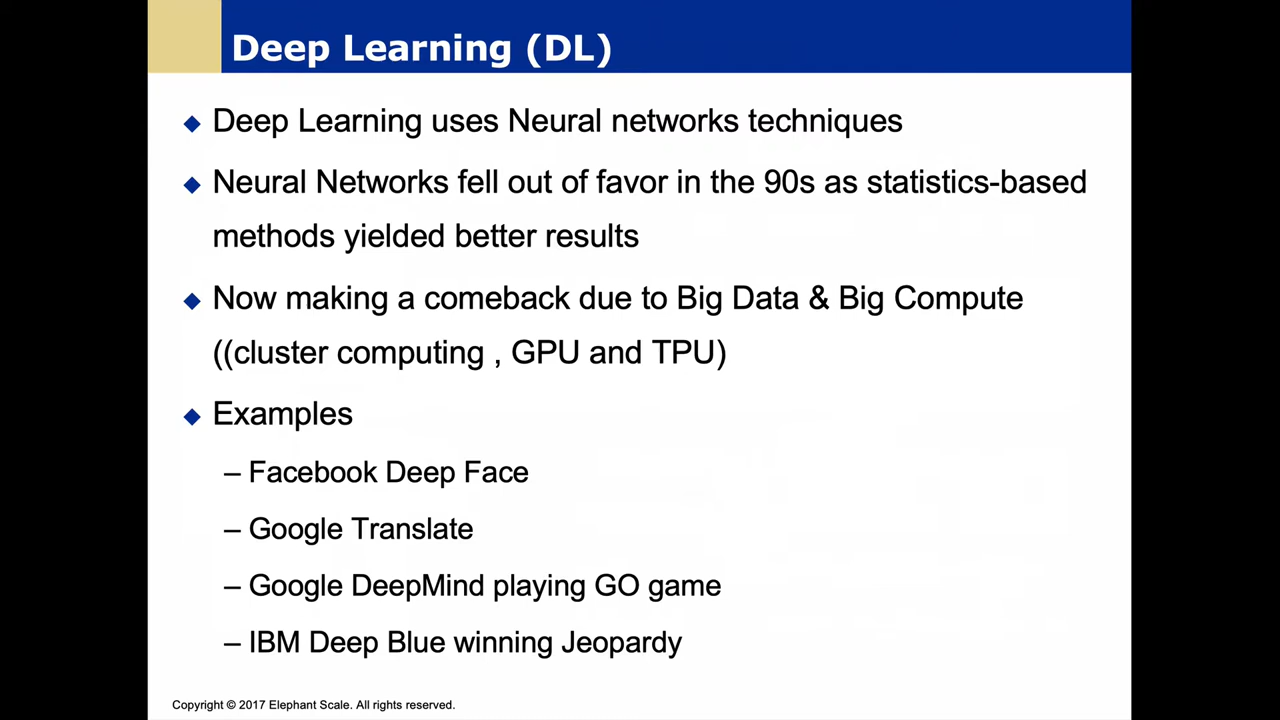 Deep Learning (DL)
Deep Learning uses Neural networks techniques
Neural Networks fell out of favor in the 90s as statistics-based
methods yielded better results
Now making a comeback due to Big Data & Big Compute
((cluster computing , GPU and TPU)
Examples
– Facebook Deep Face
– Google Translate
– Google DeepMind playing GO game
– IBM Deep Blue winning Jeopardy
Copyright © 2017 Elephant Scale. All rights reserved.